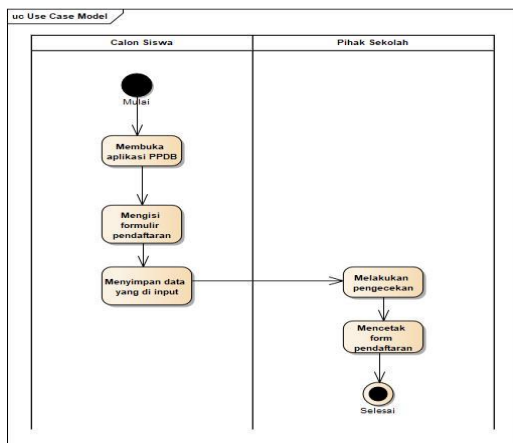 uc Use Case Model
Calon Siswa
Pihak Sekolah
Mulai
Membuka
aplikasi PPDB
Mengisi
formulir
pendaftaran
Menyimpan data
yang di input
Melakukan
pengecekan
Mencetak
form
pendaftaran
Selesai